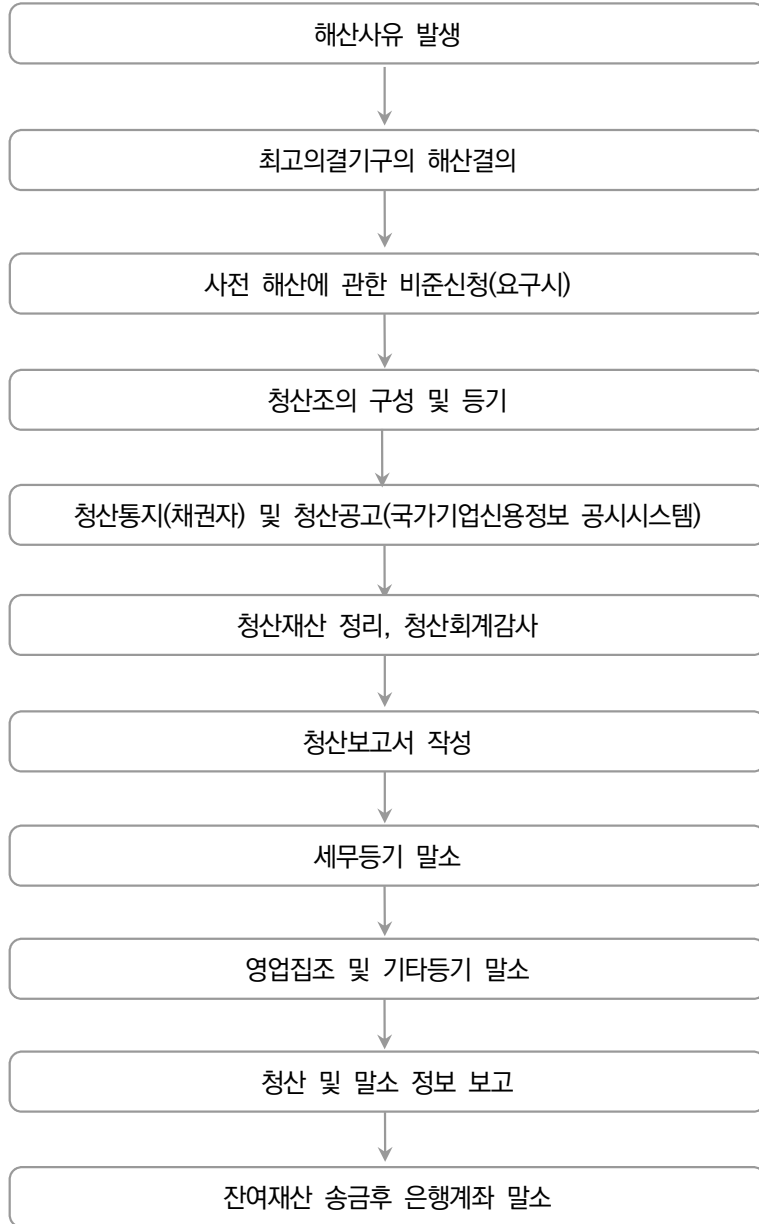 해산사유 발생
최고의결기구의 해산결의
사전 해산에 관한 비준신청(요구시)
청산조의 구성 및 등기
청산통지(채권자) 및 청산공고(국가기업신용정보 공시시스템)
청산재산 정리, 청산회계감사
청산보고서 작성
세무등기 말소
영업집조 및 기타등기 말소
청산 및 말소 정보 보고
잔여재산 송금후 은행계좌 말소